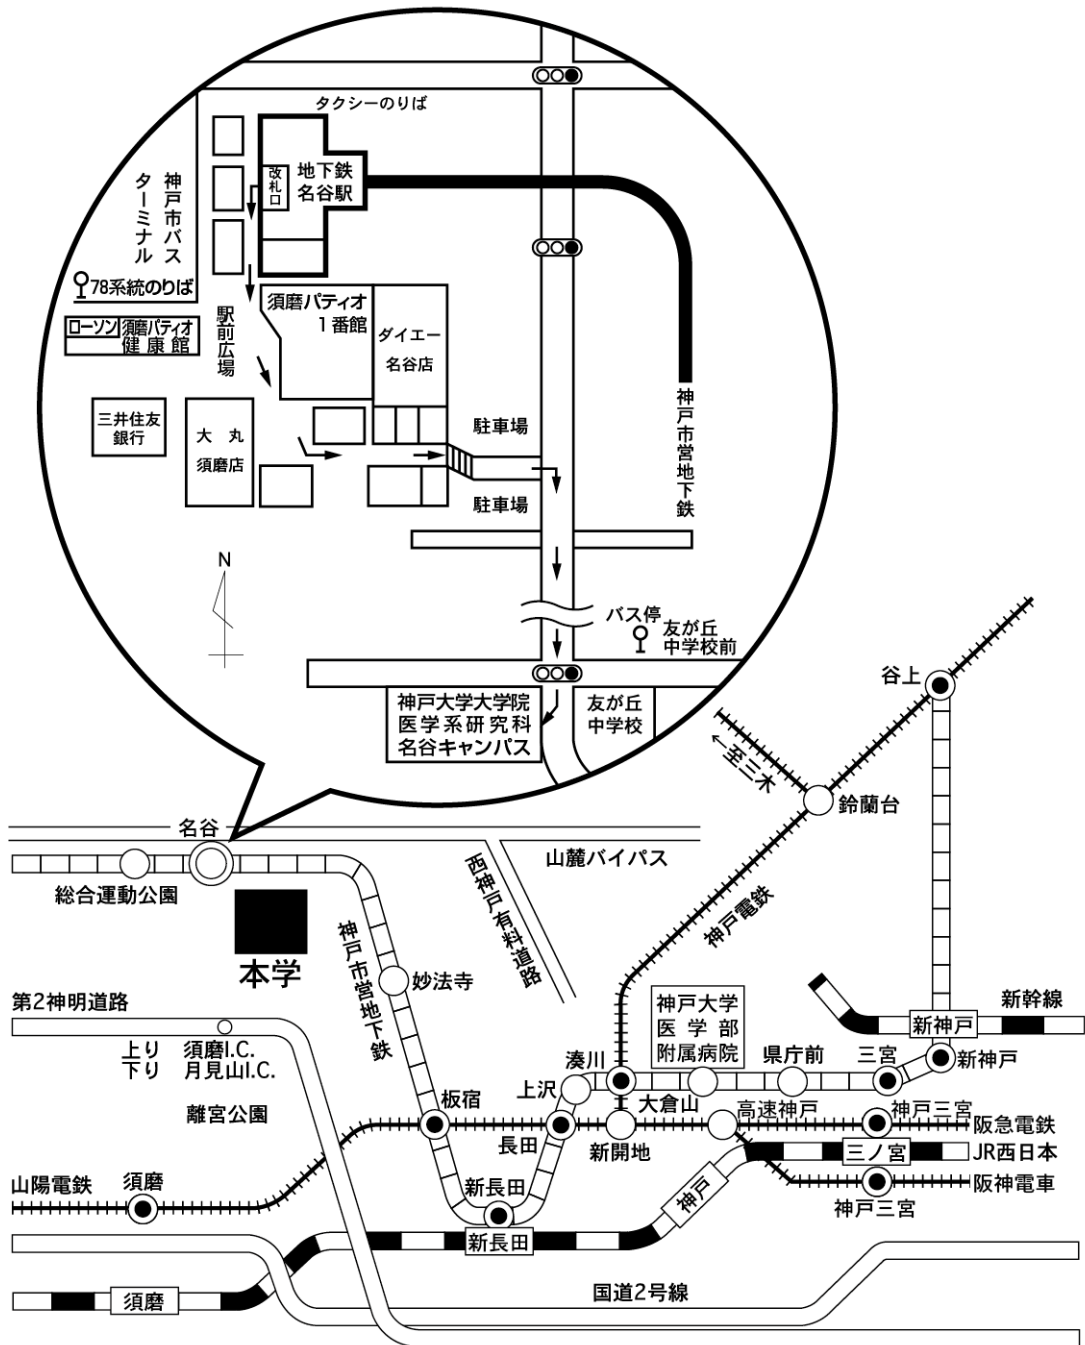 タクシーのりば
地下鉄
名谷駅
改札口
神戸市バス
ターミナル
78系統のりば
ローソン
須磨パティオ
健康館
駅前広場
須磨パティオ
1番館
ダイエー
名谷店
三井住友
銀行
大丸
須磨店
駐車場
駐車場
神戸市営地下鉄
N
バス停
友が丘
中学校前
神戸大学大学院
医学系研究科
名谷キャンパス
友が丘
中学校
谷上
←至三木
鈴蘭台
名谷
山麓バイパス
総合運動公園
西神戸有料道路
神戸電鉄
本学
神戸市営地下鉄
妙法寺
第2神明道路
上り 須磨I.C.
下り 月見山I.C.
離宮公園
神戸大学
医学部
附属病院
新幹線
新神戸
新神戸
湊川
県庁前
三宮
上沢
大倉山
板宿
長田
新開地
高速神戸
神戸三宮
阪急電鉄
三ノ宮
JR西日本
神戸三宮
阪神電車
山陽電鉄
須磨
新長田
新長田
神戸
須磨
国道2号線